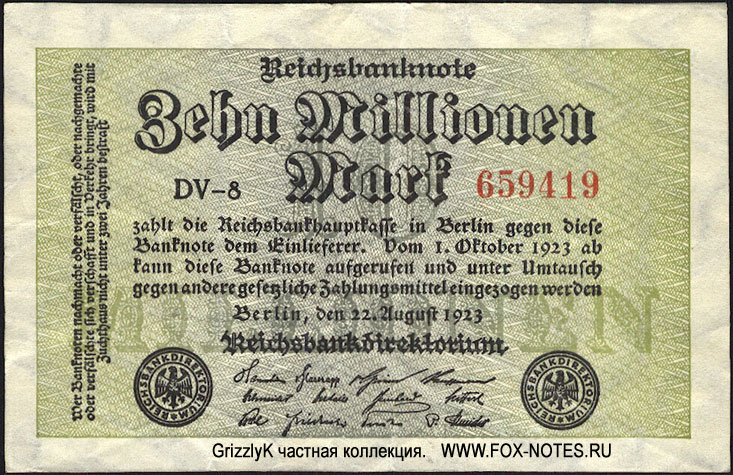 Reichsbanknote
Zehn Millionen
Mark
DV-8
659419
zahlt die Reichsbankhauptkasse in Berlin gegen diese
Banknote dem Einlieferer. Vom 1. Oktober 1923 ab
kann diese Banknote aufgerufen und unter Umtausch
gegen andere gesetzliche Zahlungsmittel eingezogen werden
Berlin, den 22. August 1923
Reichsbankdirektorium
Wer Banknoten nachmacht oder verfälscht, oder nachgemachte
oder verfälschte sich verschafft und in Verkehr bringt, wird mit
Zuchthaus nicht unter zwei Jahren bestraft
REICHSBANKDIREKTORIUM
REICHSBANKDIREKTORIUM
GrizzlyK частная коллекция. WWW.FOX-NOTES.RU